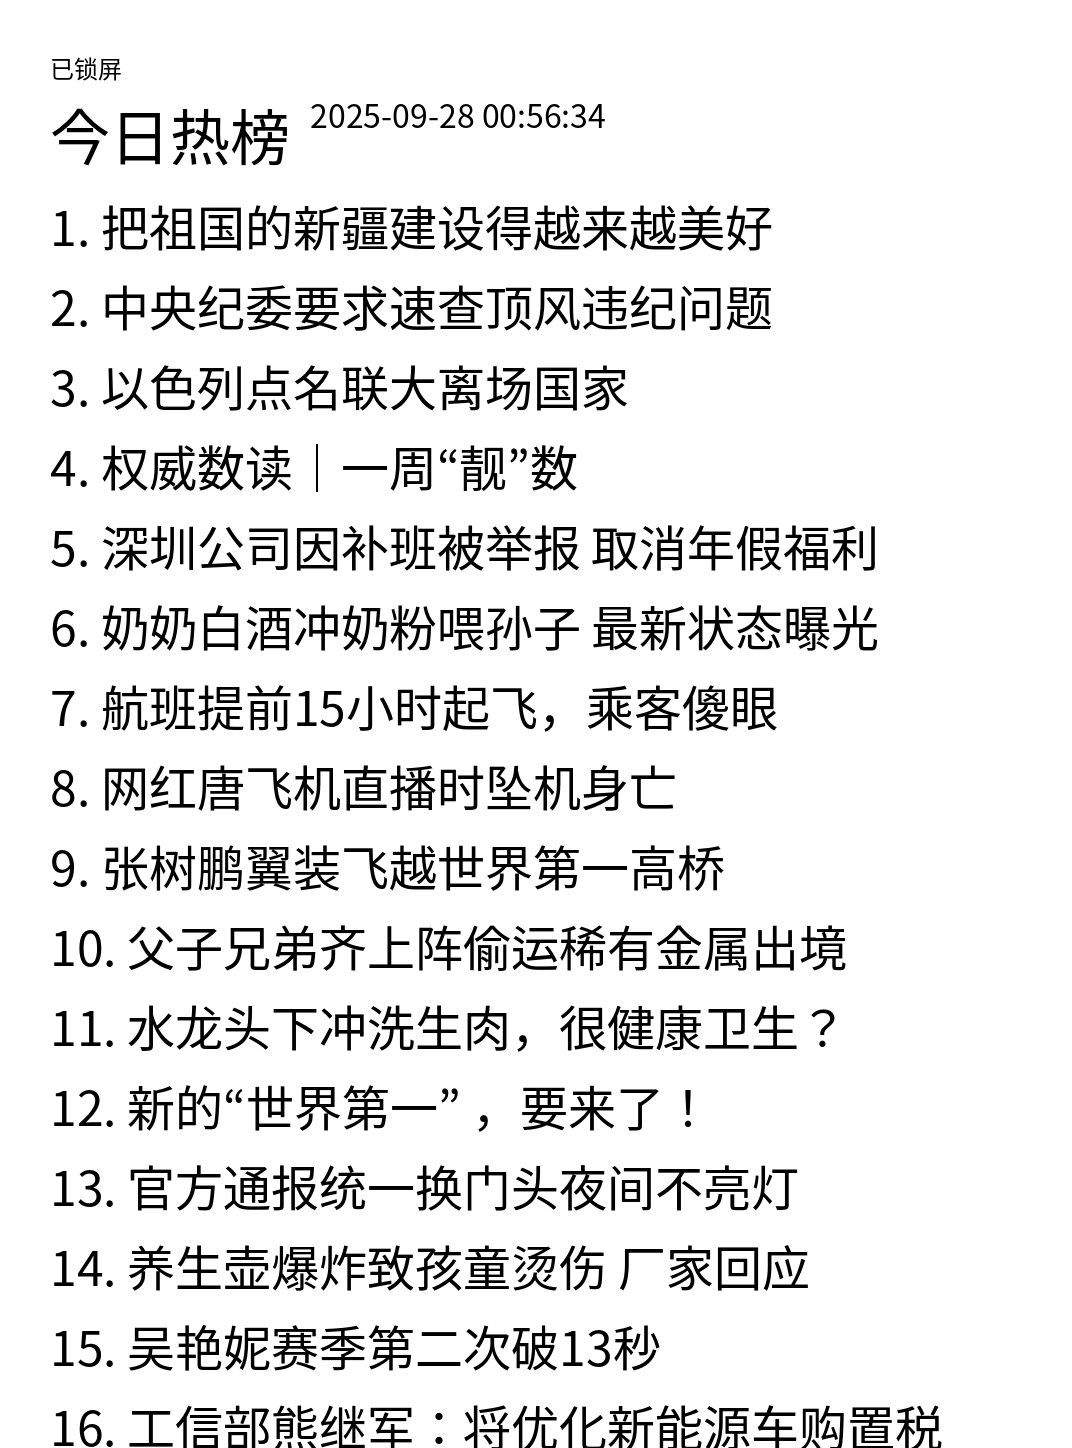 已锁屏
今日热榜 2025-09-28 00:56:34
1. 把祖国的新疆建设得越来越美好
2. 中央纪委要求速查顶风违纪问题
3. 以色列点名联大离场国家
4. 权威数读｜一周“靓”数
5. 深圳公司因补班被举报 取消年假福利
6. 奶奶白酒冲奶粉喂孙子 最新状态曝光
7. 航班提前15小时起飞，乘客傻眼
8. 网红唐飞机直播时坠机身亡
9. 张树鹏翼装飞越世界第一高桥
10. 父子兄弟齐上阵偷运稀有金属出境
11. 水龙头下冲洗生肉，很健康卫生？
12. 新的“世界第一” ，要来了！
13. 官方通报统一换门头夜间不亮灯
14. 养生壶爆炸致孩童烫伤 厂家回应
15. 吴艳妮赛季第二次破13秒
16. 工信部熊继军：将优化新能源车购置税